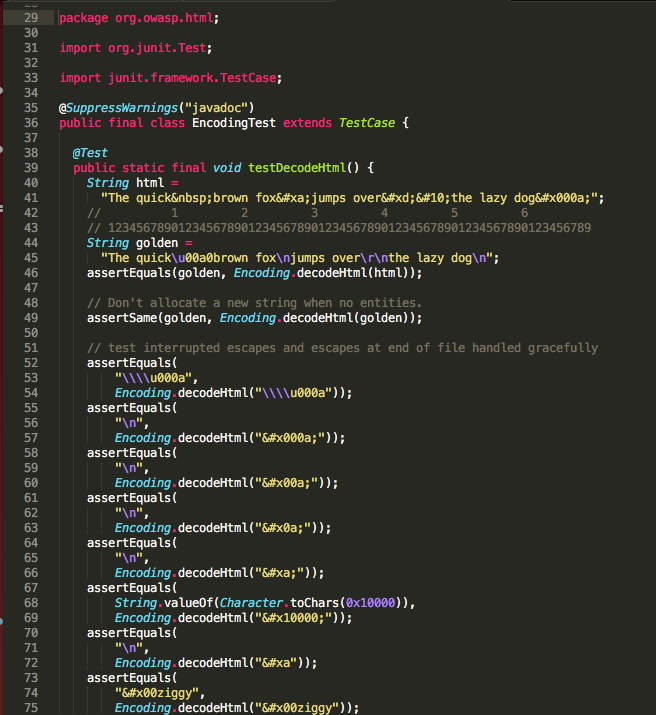 29 package org.owasp.html;
30
31 import org.junit.Test;
32
33 import junit.framework.TestCase;
34
35 @SuppressWarnings("javadoc")
36 public final class EncodingTest extends TestCase {
37
38   @Test
39   public static final void testDecodeHtml() {
40     String html =
41       "The quick&nbsp;brown fox&#xa;jumps over&#xd;&#10;the lazy dog&#x000a;";
42     //          1         2         3         4         5         6
43     // 123456789012345678901234567890123456789012345678901234567890123456789
44     String golden =
45       "The quick\u00a0brown fox\njumps over\r\nthe lazy dog\n";
46     assertEquals(golden, Encoding.decodeHtml(html));
47
48     // Don't allocate a new string when no entities.
49     assertSame(golden, Encoding.decodeHtml(golden));
50
51     // test interrupted escapes and escapes at end of file handled gracefully
52     assertEquals(
53         "\\\\u000a",
54         Encoding.decodeHtml("\\\\u000a"));
55     assertEquals(
56         "\n",
57         Encoding.decodeHtml("&#x000a;"));
58     assertEquals(
59         "\n",
60         Encoding.decodeHtml("&#x00a;"));
61     assertEquals(
62         "\n",
63         Encoding.decodeHtml("&#x0a;"));
64     assertEquals(
65         "\n",
66         Encoding.decodeHtml("&#xa;"));
67     assertEquals(
68         String.valueOf(Character.toChars(0x10000)),
69         Encoding.decodeHtml("&#x10000;"));
70     assertEquals(
71         "\n",
72         Encoding.decodeHtml("&#xa"));
73     assertEquals(
74         "&#x00ziggy",
75         Encoding.decodeHtml("&#x00ziggy"));